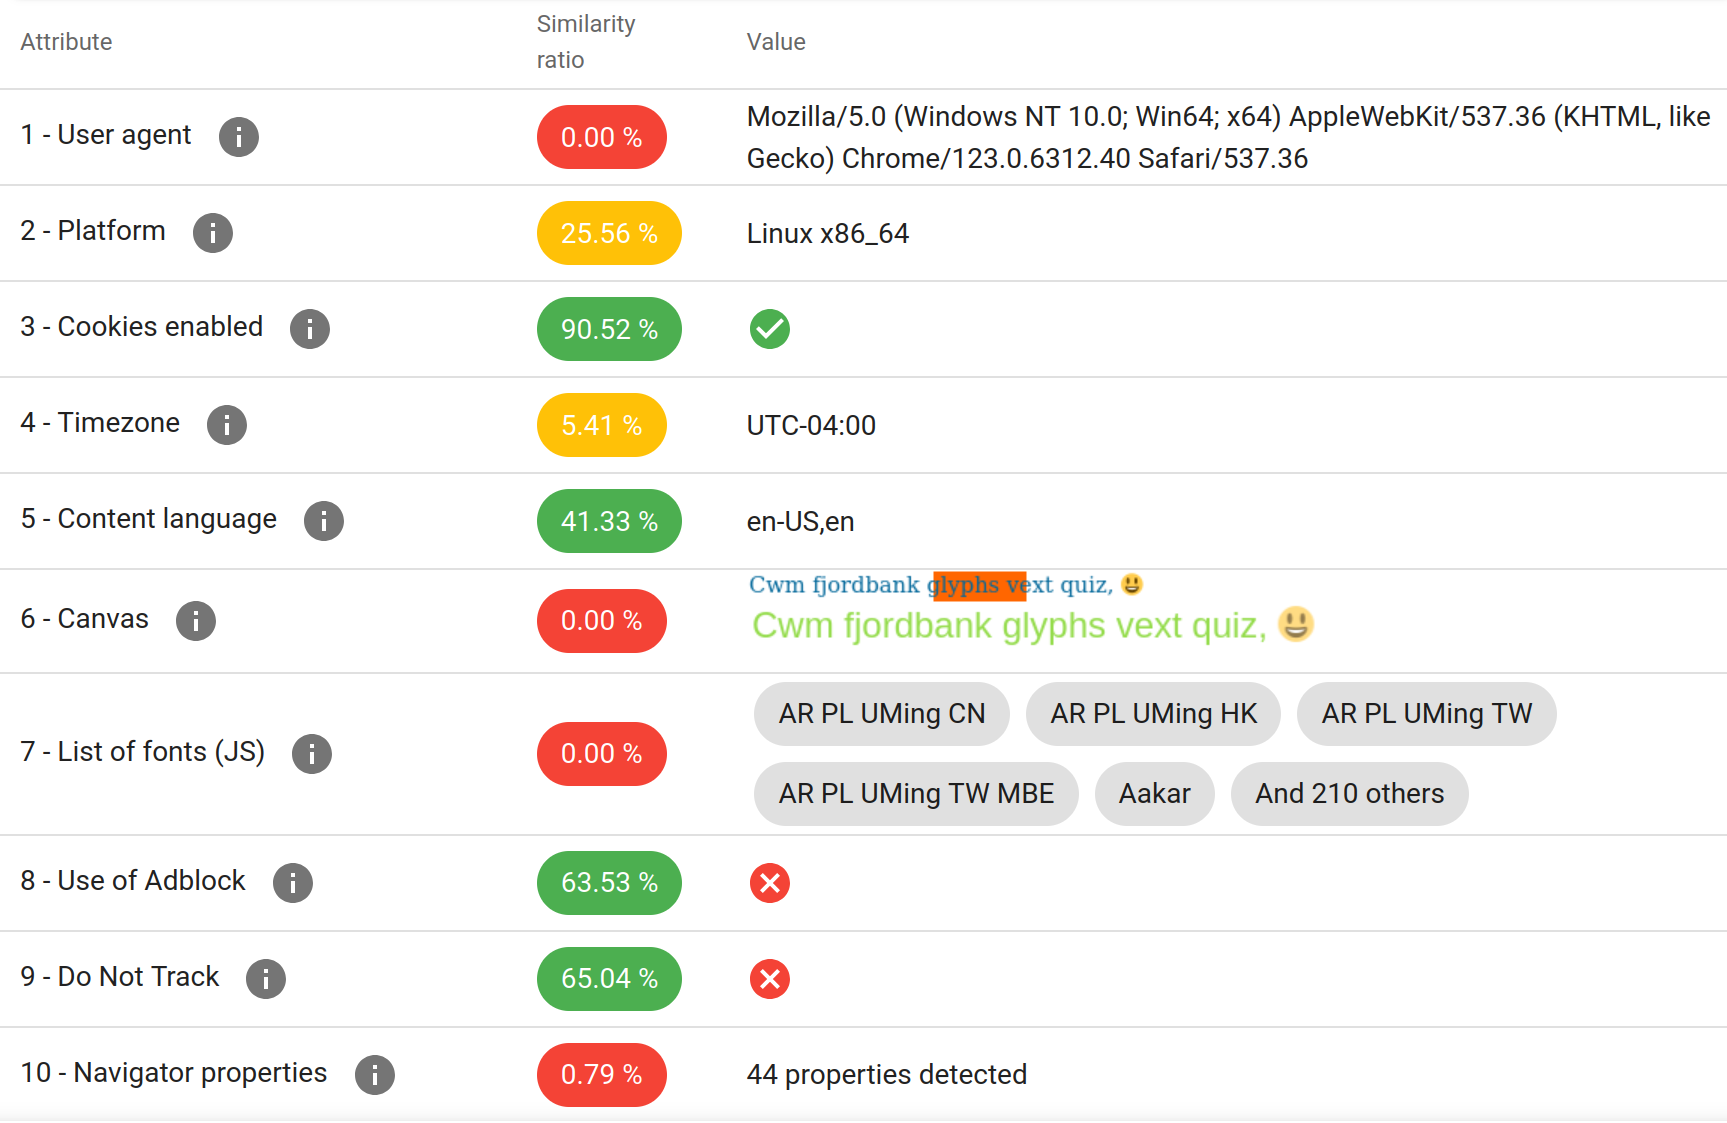 Attribute
Similarity
ratio
Value
1 - User agent
0.00 %
Mozilla/5.0 (Windows NT 10.0; Win64; x64) AppleWebKit/537.36 (KHTML, like
Gecko) Chrome/123.0.6312.40 Safari/537.36
2 - Platform
25.56 %
Linux x86_64
3 - Cookies enabled
90.52 %
4 - Timezone
5.41 %
UTC-04:00
5 - Content language
41.33 %
en-US,en
6 - Canvas
0.00 %
Cwm fjordbank glyphs vext quiz, 😃
Cwm fjordbank glyphs vext quiz, 😃
7 - List of fonts (JS)
0.00 %
AR PL UMing CN AR PL UMing HK AR PL UMing TW
AR PL UMing TW MBE Aakar And 210 others
8 - Use of Adblock
63.53 %
9 - Do Not Track
65.04 %
10 - Navigator properties
0.79 %
44 properties detected